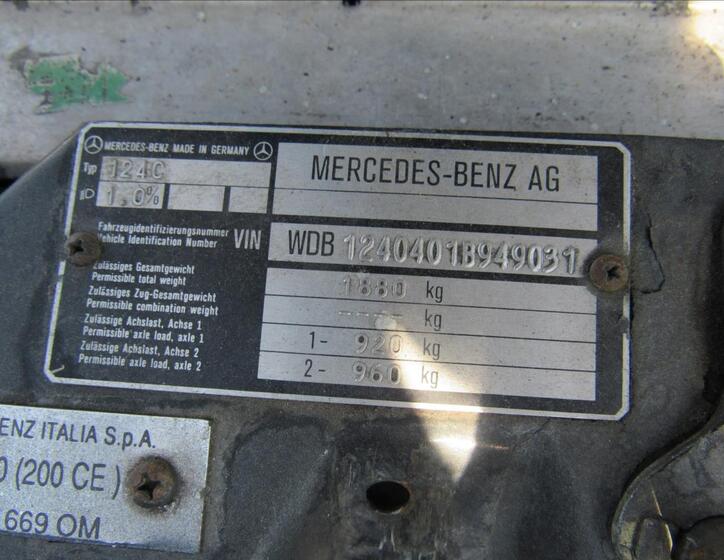 MERCEDES-BENZ MADE IN GERMANY
Typ 124C
MERCEDES-BENZ AG
1.0%
Fahrzeugidentifizierungsnummer
Vehicle Identification Number VIN WDB 1240401B949031
Zulässiges Gesamtgewicht
Permissible total weight 1880 kg
Zulässiges Zug-Gesamtgewicht
Permissible combination weight ---- kg
Zulässige Achslast, Achse 1
Permissible axle load, axle 1 1- 920 kg
Zulässige Achslast, Achse 2
Permissible axle load, axle 2 2- 960 kg
ENZ ITALIA S.p.A.
0 (200 CE)
669 OM